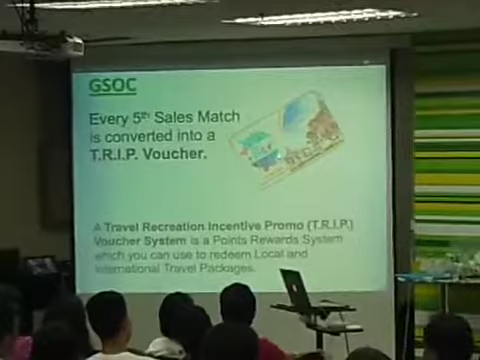 GSOC
Every 5th Sales Match
is converted into a
T.R.I.P. Voucher.
A Travel Recreation Incentive Promo (T.R.I.P.)
Voucher System is a Points Rewards System
which you can use to redeem Local and
International Travel Packages.